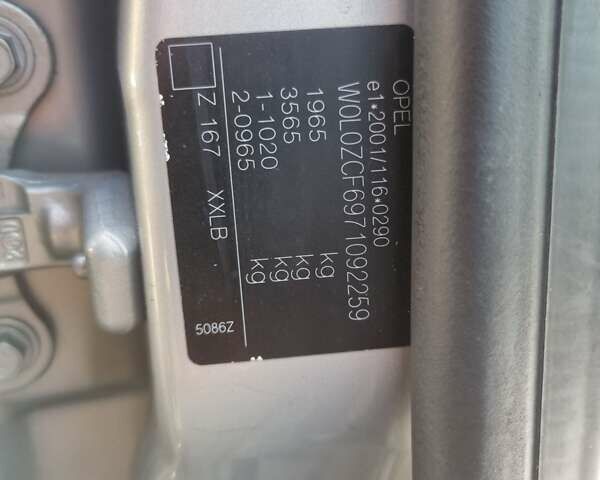 OPEL
e1*2001/116*0290
W0L0ZCF6971092259
1965 kg
3565 kg
1-1020 kg
2-0965 kg
Z 167 XXLB
5086Z